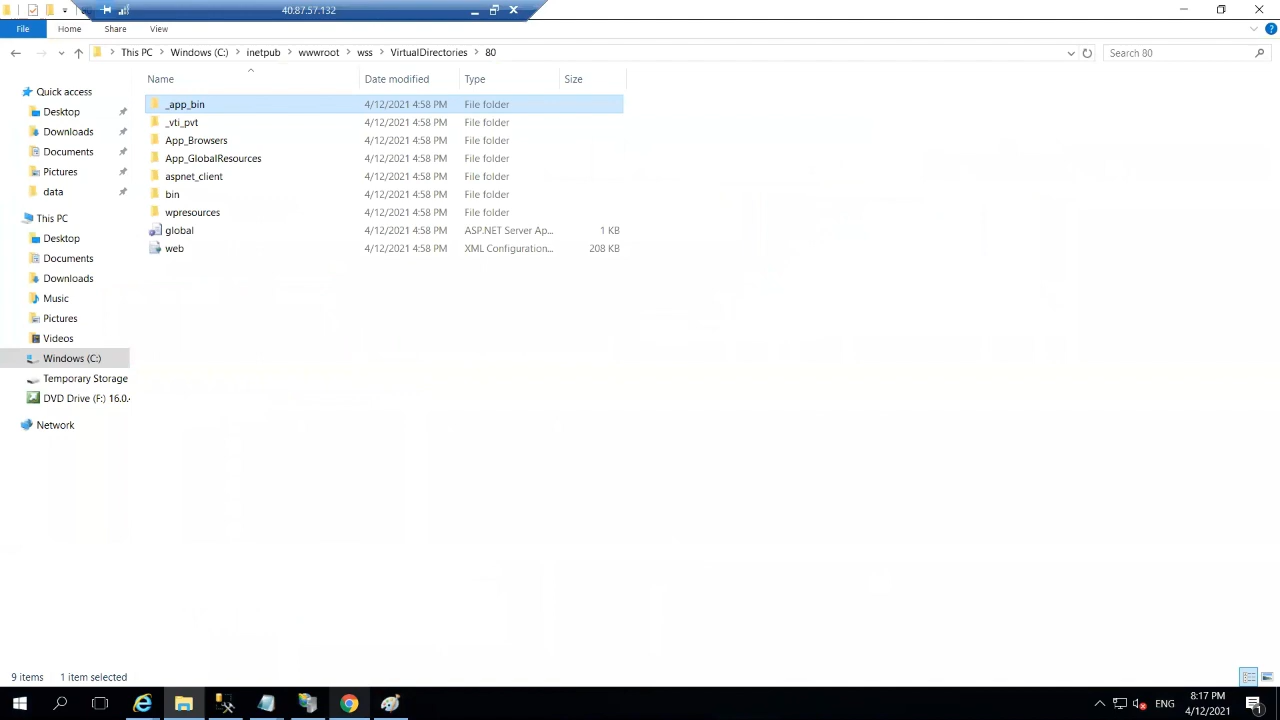 40.87.57.132
File Home Share View
This PC Windows (C:) inetpub wwwroot wss VirtualDirectories 80
Search 80
Name Date modified Type Size
Quick access
Desktop
Downloads
Documents
Pictures
data
This PC
Desktop
Documents
Downloads
Music
Pictures
Videos
Windows (C:)
Temporary Storage
DVD Drive (F:) 16.0.
Network
_app_bin 4/12/2021 4:58 PM File folder
_vti_pvt 4/12/2021 4:58 PM File folder
App_Browsers 4/12/2021 4:58 PM File folder
App_GlobalResources 4/12/2021 4:58 PM File folder
aspnet_client 4/12/2021 4:58 PM File folder
bin 4/12/2021 4:58 PM File folder
wpresources 4/12/2021 4:58 PM File folder
global 4/12/2021 4:58 PM ASP.NET Server Ap... 1 KB
web 4/12/2021 4:58 PM XML Configuration... 208 KB
9 items 1 item selected
ENG
8:17 PM
4/12/2021
1